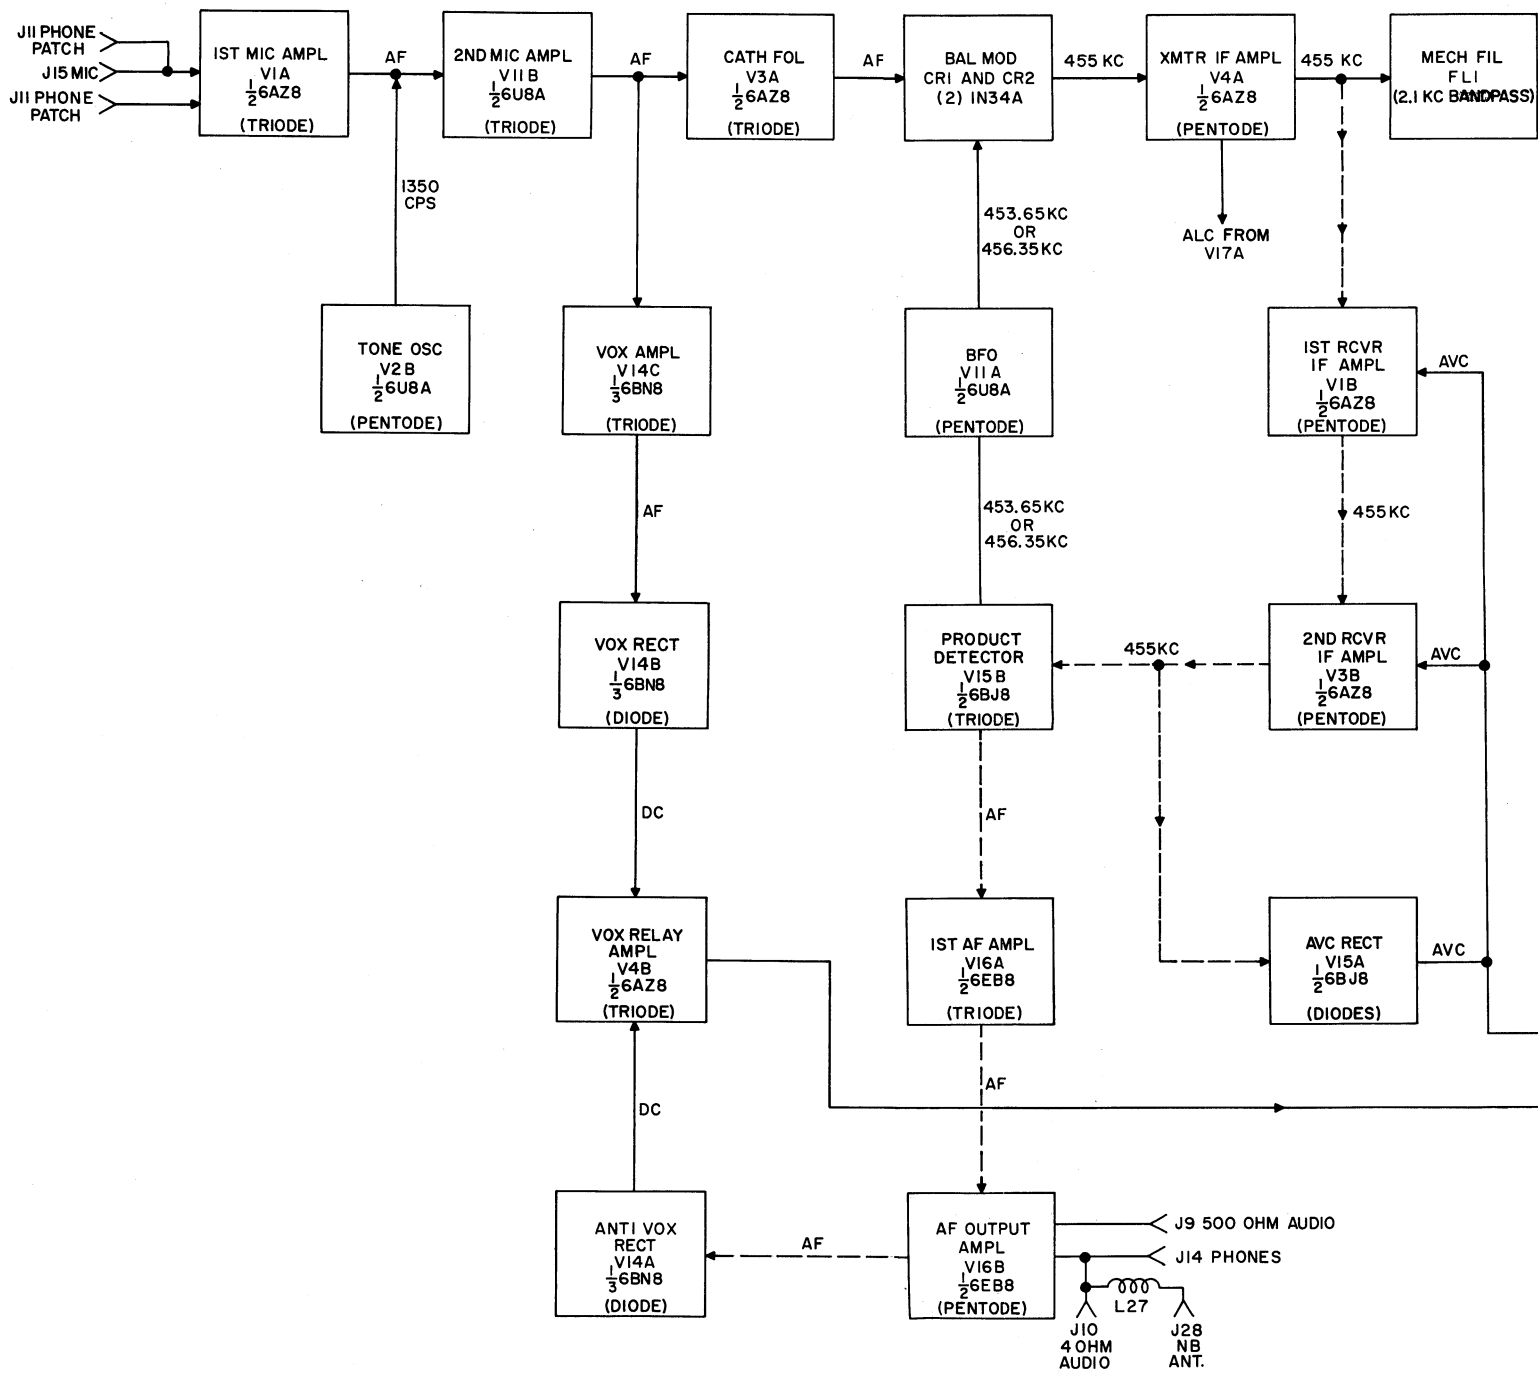 J11 PHONE
PATCH
J15 MIC
J11 PHONE
PATCH
1ST MIC AMPL
V1A
1/2 6AZ8
(TRIODE)
AF
2ND MIC AMPL
V11B
1/2 6U8A
(TRIODE)
AF
CATH FOL
V3A
1/2 6AZ8
(TRIODE)
AF
BAL MOD
CR1 AND CR2
(2) IN34A
455 KC
XMTR IF AMPL
V4A
1/2 6AZ8
(PENTODE)
455 KC
MECH FIL
FL1
(2.1 KC BANDPASS)
1350
CPS
453.65KC
OR
456.35KC
ALC FROM
V17A
TONE OSC
V2B
1/2 6U8A
(PENTODE)
VOX AMPL
V14C
1/3 6BN8
(TRIODE)
BFO
V11A
1/2 6U8A
(PENTODE)
1ST RCVR
IF AMPL
V1B
1/2 6AZ8
(PENTODE)
AVC
AF
453.65KC
OR
456.35KC
455KC
VOX RECT
V14B
1/3 6BN8
(DIODE)
PRODUCT
DETECTOR
V15B
1/2 6BJ8
(TRIODE)
455KC
2ND RCVR
IF AMPL
V3B
1/2 6AZ8
(PENTODE)
AVC
DC
AF
VOX RELAY
AMPL
V4B
1/2 6AZ8
(TRIODE)
1ST AF AMPL
V16A
1/2 6EB8
(TRIODE)
AVC RECT
V15A
1/2 6BJ8
(DIODES)
AVC
DC
AF
ANTI VOX
RECT
V14A
1/3 6BN8
(DIODE)
AF
AF OUTPUT
AMPL
V16B
1/2 6EB8
(PENTODE)
J9 500 OHM AUDIO
J14 PHONES
L27
J10
4 OHM
AUDIO
J28
NB
ANT.